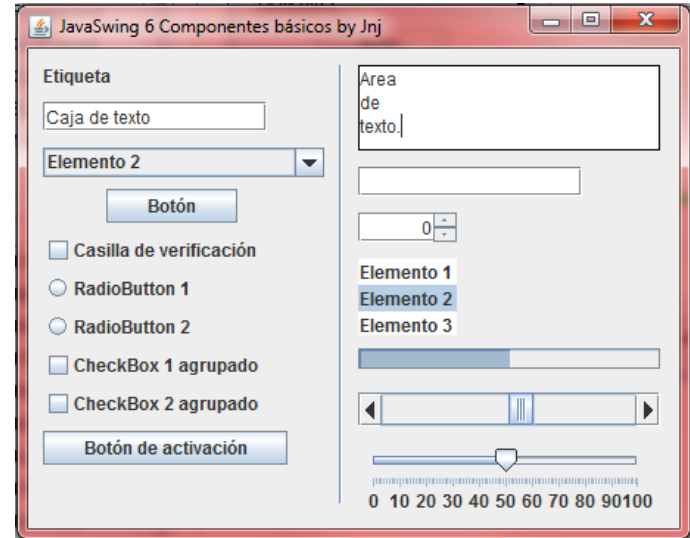 JavaSwing 6 Componentes básicos by Jnj
Etiqueta
Caja de texto
Elemento 2
Botón
Casilla de verificación
RadioButton 1
RadioButton 2
CheckBox 1 agrupado
CheckBox 2 agrupado
Botón de activación
Area
de
texto.
0
Elemento 1
Elemento 2
Elemento 3
0 10 20 30 40 50 60 70 80 90100